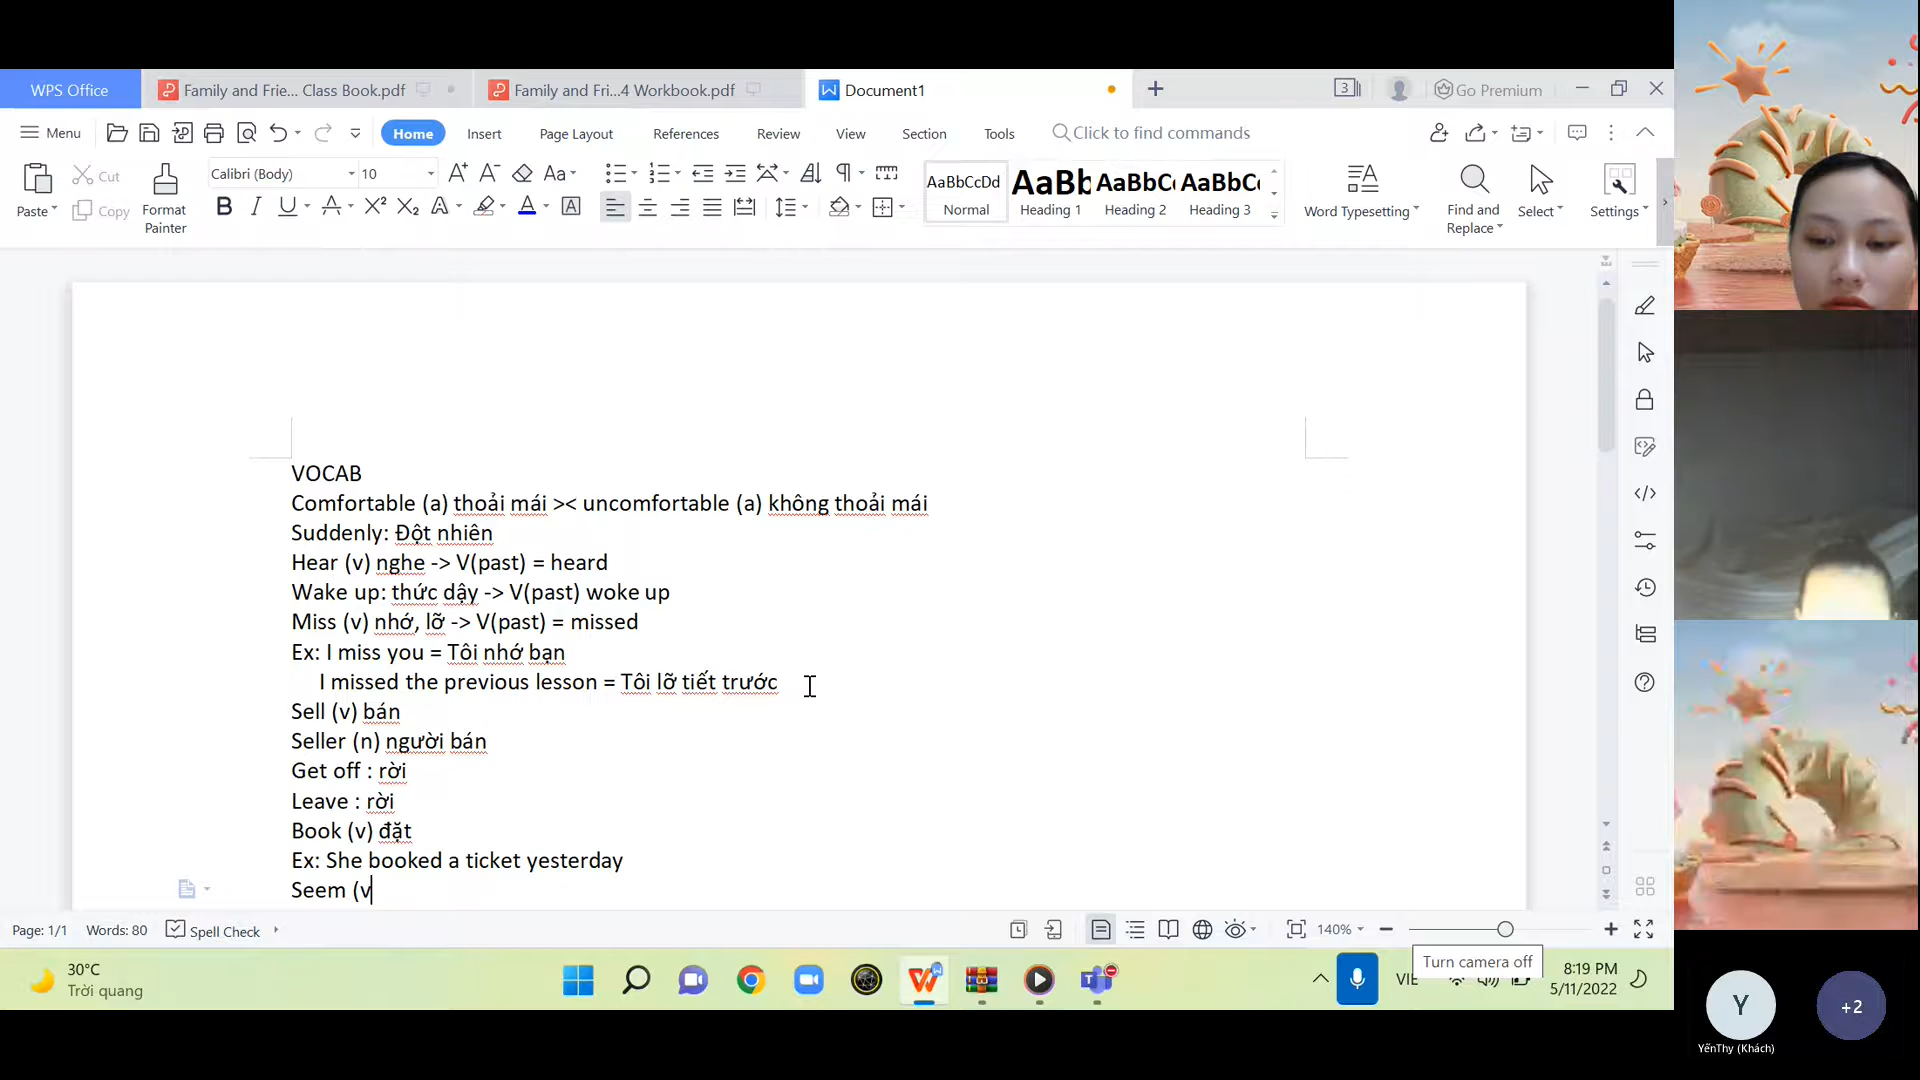 WPS Office
Family and Frie... Class Book.pdf
Family and Fri...4 Workbook.pdf
Document1
3
Go Premium
Menu
Home
Insert
Page Layout
References
Review
View
Section
Tools
Click to find commands
Paste
Cut
Copy
Format
Painter
Calibri (Body)
10
AaBbCcDd
Normal
AaBb
Heading 1
AaBbC
Heading 2
AaBbC
Heading 3
Word Typesetting
Find and
Replace
Select
Settings
VOCAB
Comfortable (a) thoải mái >< uncomfortable (a) không thoải mái
Suddenly: Đột nhiên
Hear (v) nghe -> V(past) = heard
Wake up: thức dậy -> V(past) woke up
Miss (v) nhớ, lỡ -> V(past) = missed
Ex: I miss you = Tôi nhớ bạn
I missed the previous lesson = Tôi lỡ tiết trước
Sell (v) bán
Seller (n) người bán
Get off : rời
Leave : rời
Book (v) đặt
Ex: She booked a ticket yesterday
Seem (v
Page: 1/1
Words: 80
Spell Check
140%
Turn camera off
30°C
Trời quang
VIE
8:19 PM
5/11/2022
Y
+2
YếnThy (Khách)